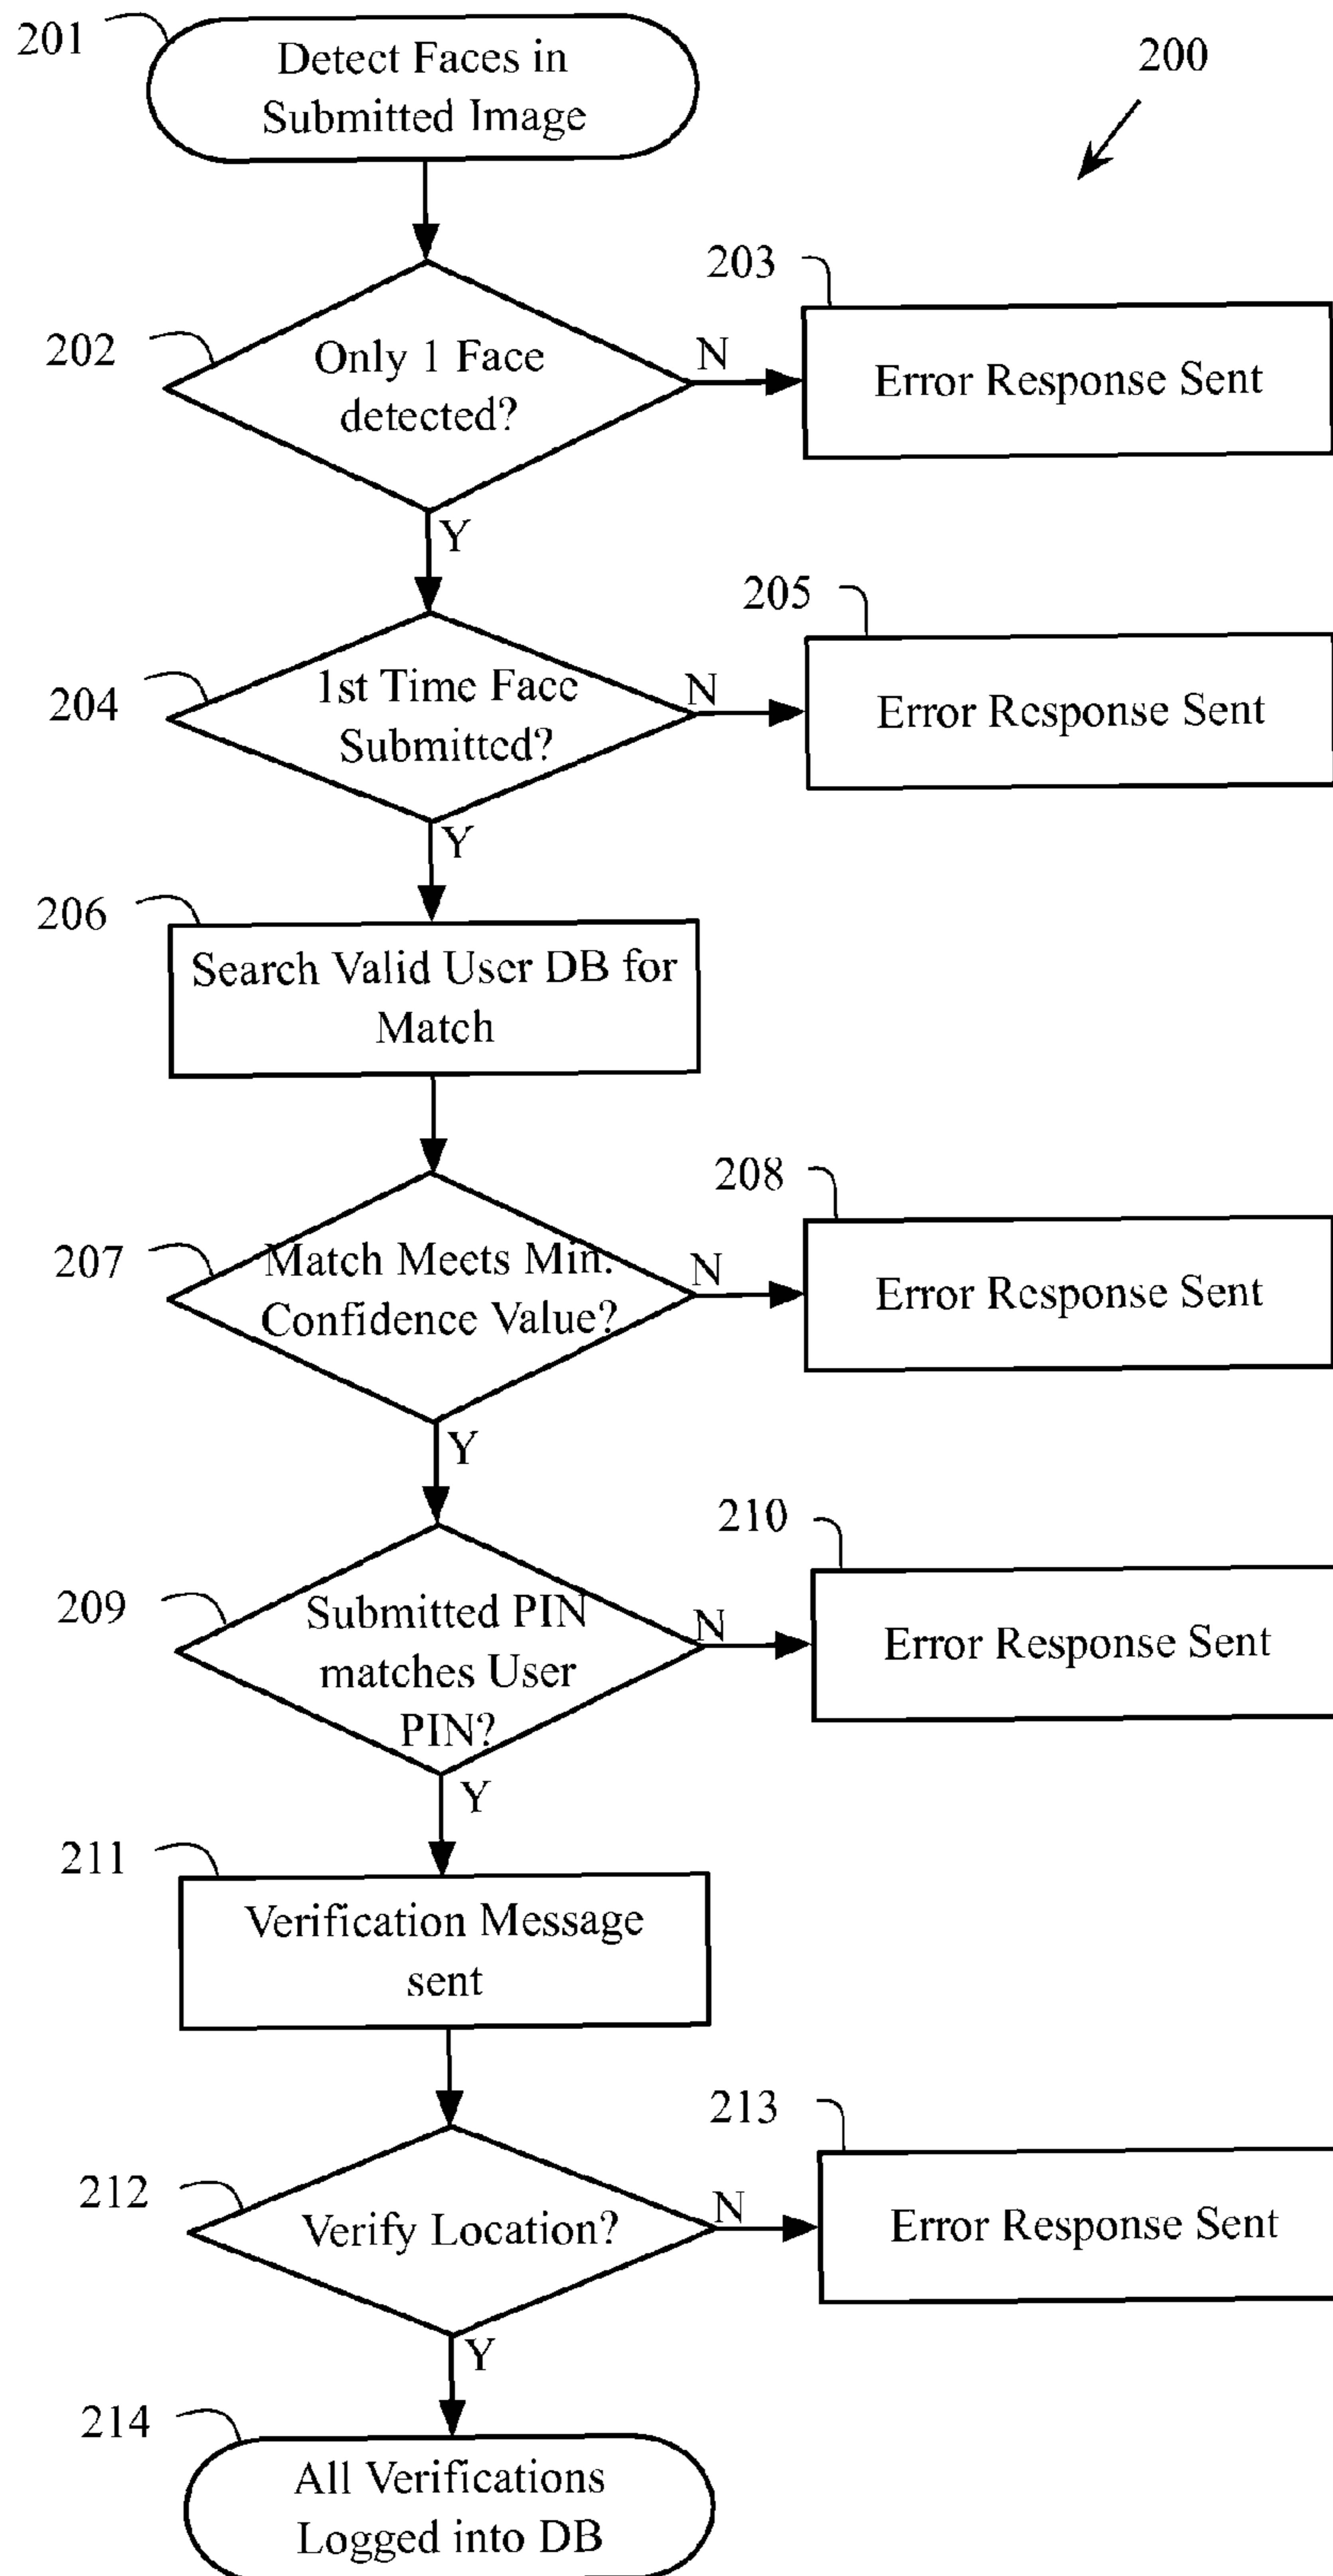 201
Detect Faces in
Submitted Image
200
202
Only 1 Face
detected?
N
203
Error Response Sent
Y
204
1st Time Face
Submitted?
N
205
Error Response Sent
Y
206
Search Valid User DB for
Match
207
Match Meets Min.
Confidence Value?
N
208
Error Response Sent
Y
209
Submitted PIN
matches User
PIN?
N
210
Error Response Sent
Y
211
Verification Message
sent
212
Verify Location?
N
213
Error Response Sent
Y
214
All Verifications
Logged into DB